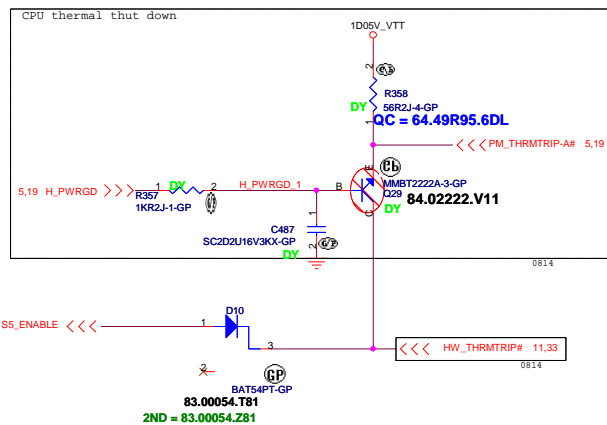 CPU thermal thut down
1D05V_VTT
2
R358
DY
56R2J-4-GP
QC = 64.49R95.6DL
1
PM_THRMTRIP-A# 5,19
E
MMBT2222A-3-GP
Q29
84.02222.V11
DY
B
C
5,19 H_PWRGD
1
DY
2
R357
1KR2J-1-GP
H_PWRGD_1
1
C487
SC2D2U16V3KX-GP
2
DY
0814
D10
S5_ENABLE
1
3
HW_THRMTRIP# 11,33
0814
2
GP
BAT54PT-GP
83.00054.T81
2ND = 83.00054.Z81